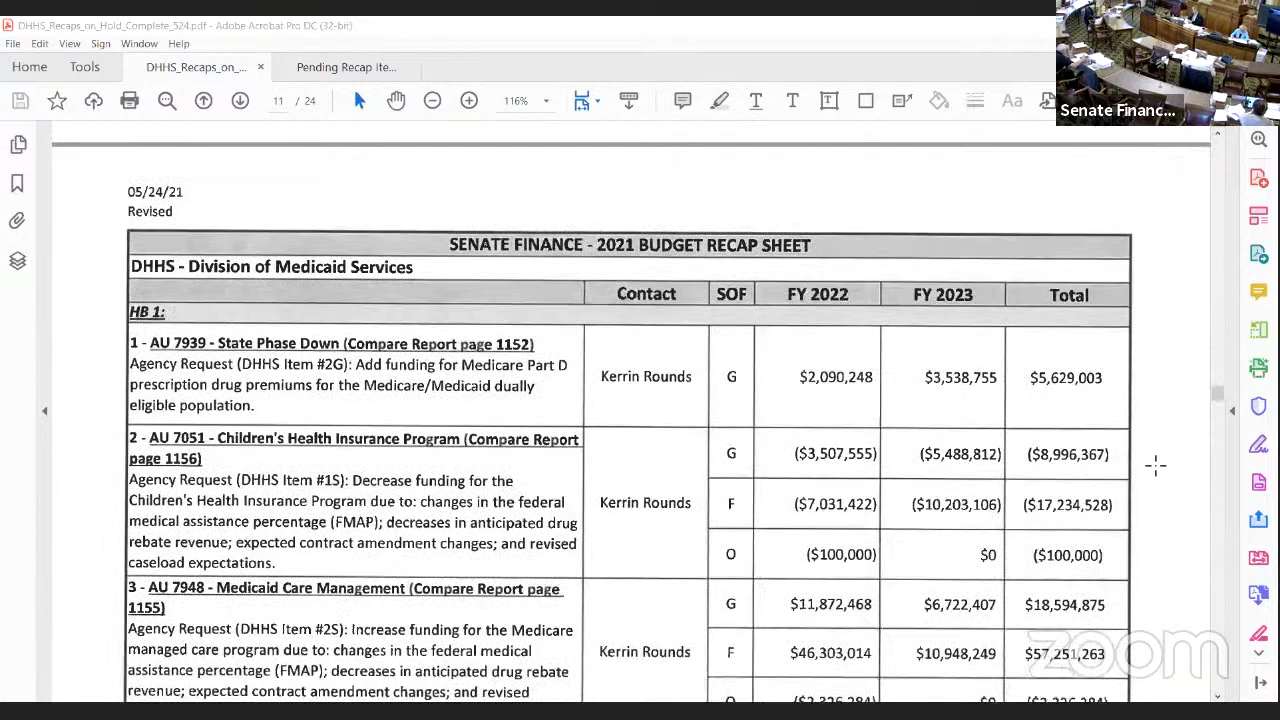 DHHS_Recaps_on_Hold_Complete_524.pdf - Adobe Acrobat Pro DC (32-bit)
File Edit View Sign Window Help
Home Tools DHHS_Recaps_on_... × Pending Recap Ite...
11 / 24 116% Aa
Senate Financ...
05/24/21
Revised
SENATE FINANCE - 2021 BUDGET RECAP SHEET
DHHS - Division of Medicaid Services
Contact SOF FY 2022 FY 2023 Total
HB 1:
1 - AU 7939 - State Phase Down (Compare Report page 1152)
Agency Request (DHHS Item #2G): Add funding for Medicare Part D
prescription drug premiums for the Medicare/Medicaid dually
eligible population.
Kerrin Rounds G $2,090,248 $3,538,755 $5,629,003
2 - AU 7051 - Children's Health Insurance Program (Compare Report
page 1156)
Agency Request (DHHS Item #1S): Decrease funding for the
Children's Health Insurance Program due to: changes in the federal
medical assistance percentage (FMAP); decreases in anticipated drug
rebate revenue; expected contract amendment changes; and revised
caseload expectations.
Kerrin Rounds
G ($3,507,555) ($5,488,812) ($8,996,367)
F ($7,031,422) ($10,203,106) ($17,234,528)
O ($100,000) $0 ($100,000)
3 - AU 7948 - Medicaid Care Management (Compare Report page
1155)
Agency Request (DHHS Item #2S): Increase funding for the Medicare
managed care program due to: changes in the federal medical
assistance percentage (FMAP); decreases in anticipated drug rebate
revenue; expected contract amendment changes; and revised
Kerrin Rounds
G $11,872,468 $6,722,407 $18,594,875
F $46,303,014 $10,948,249 $57,251,263
zoom